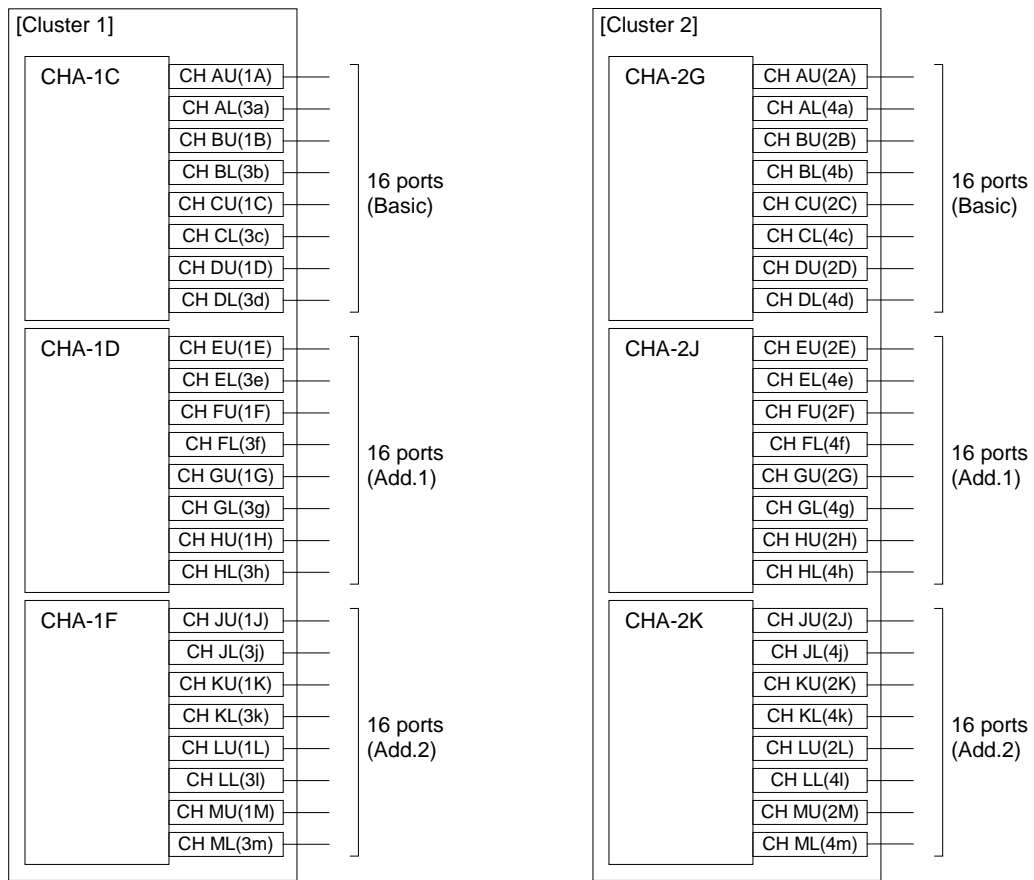 [Cluster 1]
CHA-1C
CH AU(1A)
CH AL(3a)
CH BU(1B)
CH BL(3b)
CH CU(1C)
CH CL(3c)
CH DU(1D)
CH DL(3d)
16 ports
(Basic)
CHA-1D
CH EU(1E)
CH EL(3e)
CH FU(1F)
CH FL(3f)
CH GU(1G)
CH GL(3g)
CH HU(1H)
CH HL(3h)
16 ports
(Add.1)
CHA-1F
CH JU(1J)
CH JL(3j)
CH KU(1K)
CH KL(3k)
CH LU(1L)
CH LL(3l)
CH MU(1M)
CH ML(3m)
16 ports
(Add.2)
[Cluster 2]
CHA-2G
CH AU(2A)
CH AL(4a)
CH BU(2B)
CH BL(4b)
CH CU(2C)
CH CL(4c)
CH DU(2D)
CH DL(4d)
16 ports
(Basic)
CHA-2J
CH EU(2E)
CH EL(4e)
CH FU(2F)
CH FL(4f)
CH GU(2G)
CH GL(4g)
CH HU(2H)
CH HL(4h)
16 ports
(Add.1)
CHA-2K
CH JU(2J)
CH JL(4j)
CH KU(2K)
CH KL(4k)
CH LU(2L)
CH LL(4l)
CH MU(2M)
CH ML(4m)
16 ports
(Add.2)